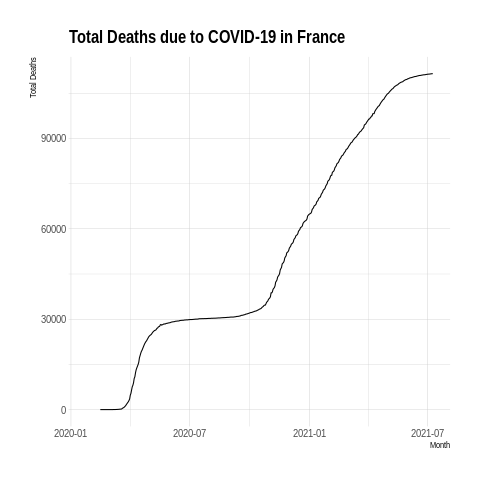 Total Deaths due to COVID-19 in France
Total Deaths
90000
60000
30000
0
2020-01 2020-07 2021-01 2021-07
Month